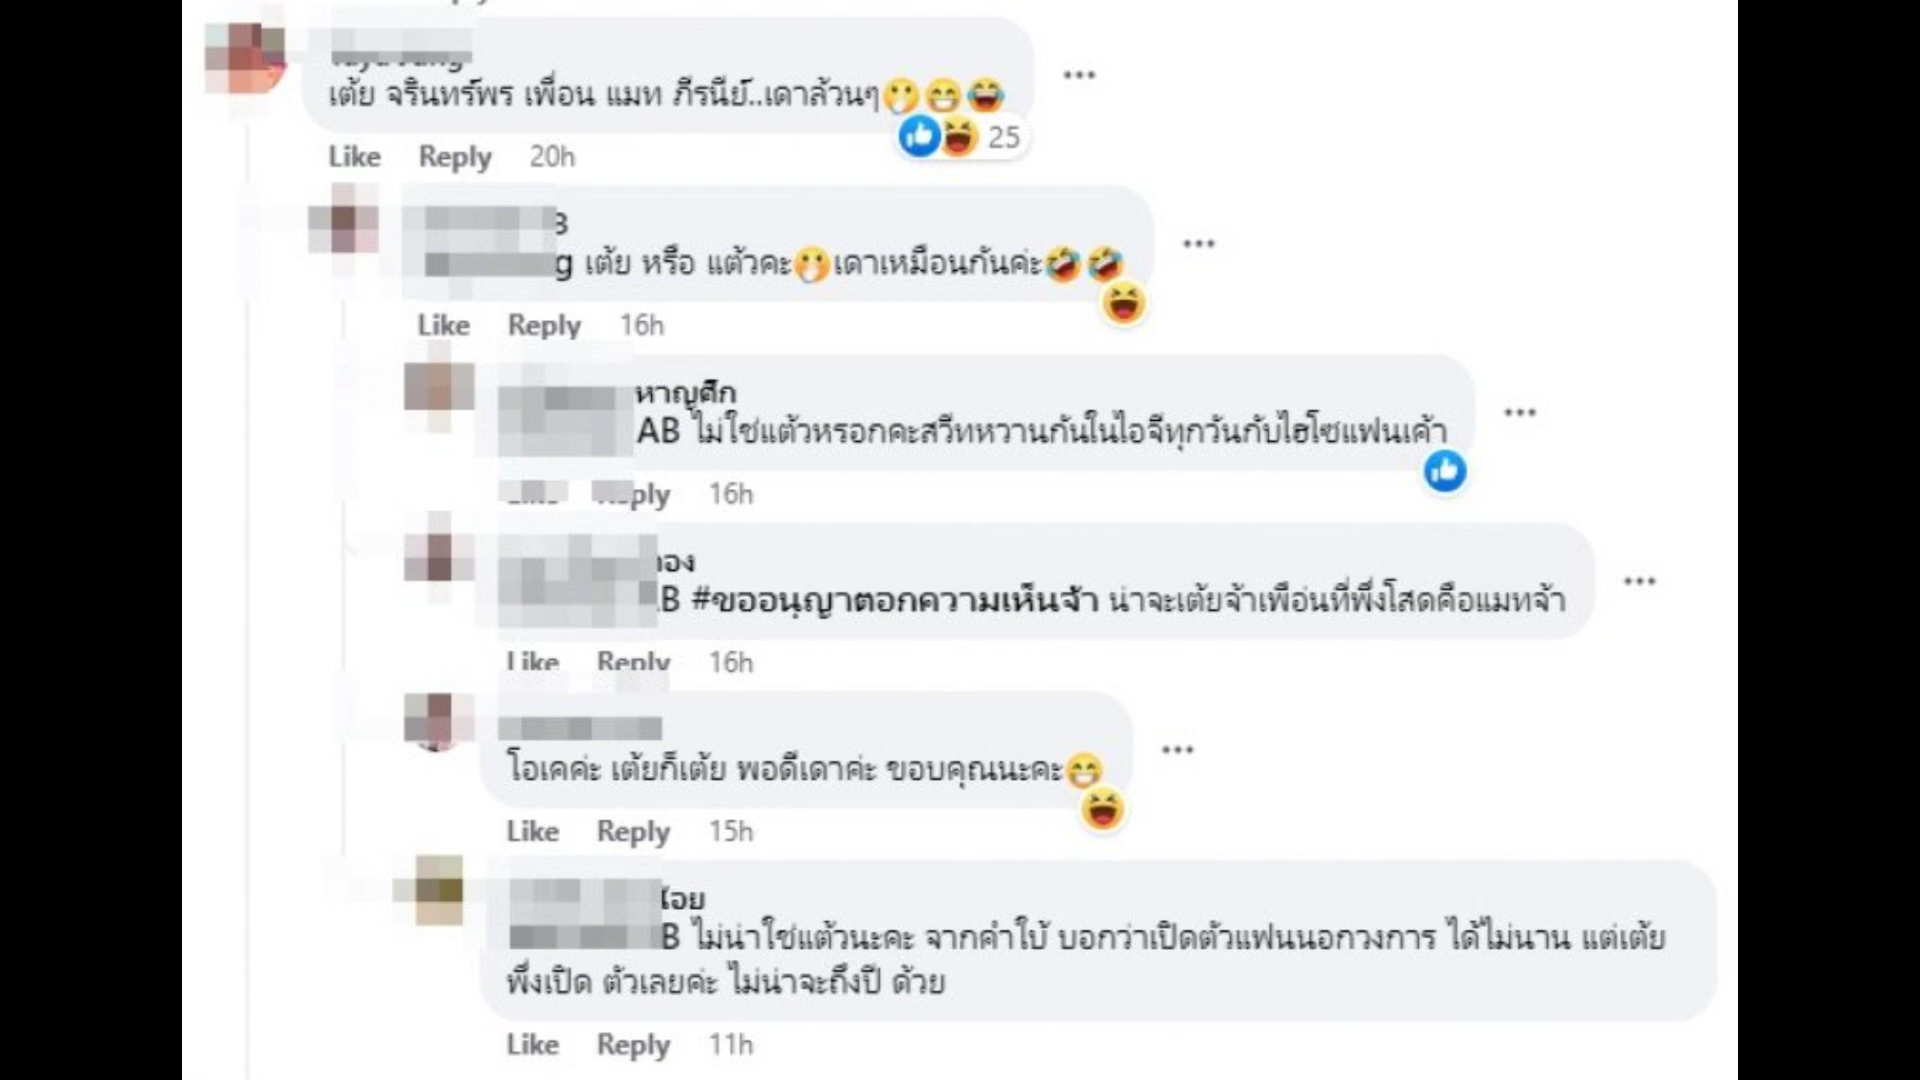 เต้ย จรินทร์พร เพื่อน แมท ภีรนีย์..เดาล้วนๆ🤭😁😂
25
Like Reply 20h
B
g เต้ย หรือ แต้วคะ🤭เดาเหมือนกันค่ะ🤣🤣
Like Reply 16h
หาญศึก
AB ไม่ใช่แต้วหรอกคะสวีทหวานกันในไอจีทุกวันกับไฮโซแฟนเค้า
ply 16h
B #ขออนุญาตอกความเห็นจ้า น่าจะเต้ยจ้าเพือ่นที่พึ่งโสดคือแมทจ้า
Like Reply 16h
โอเคค่ะ เต้ยก็เต้ย พอดีเดาค่ะ ขอบคุณนะคะ😁
Like Reply 15h
B ไม่น่าใช่แต้วนะคะ จากคำใบ้ บอกว่าเปิดตัวแฟนนอกวงการ ได้ไม่นาน แต่เต้ย
พึ่งเปิด ตัวเลยค่ะ ไม่น่าจะถึงปี ด้วย
Like Reply 11h